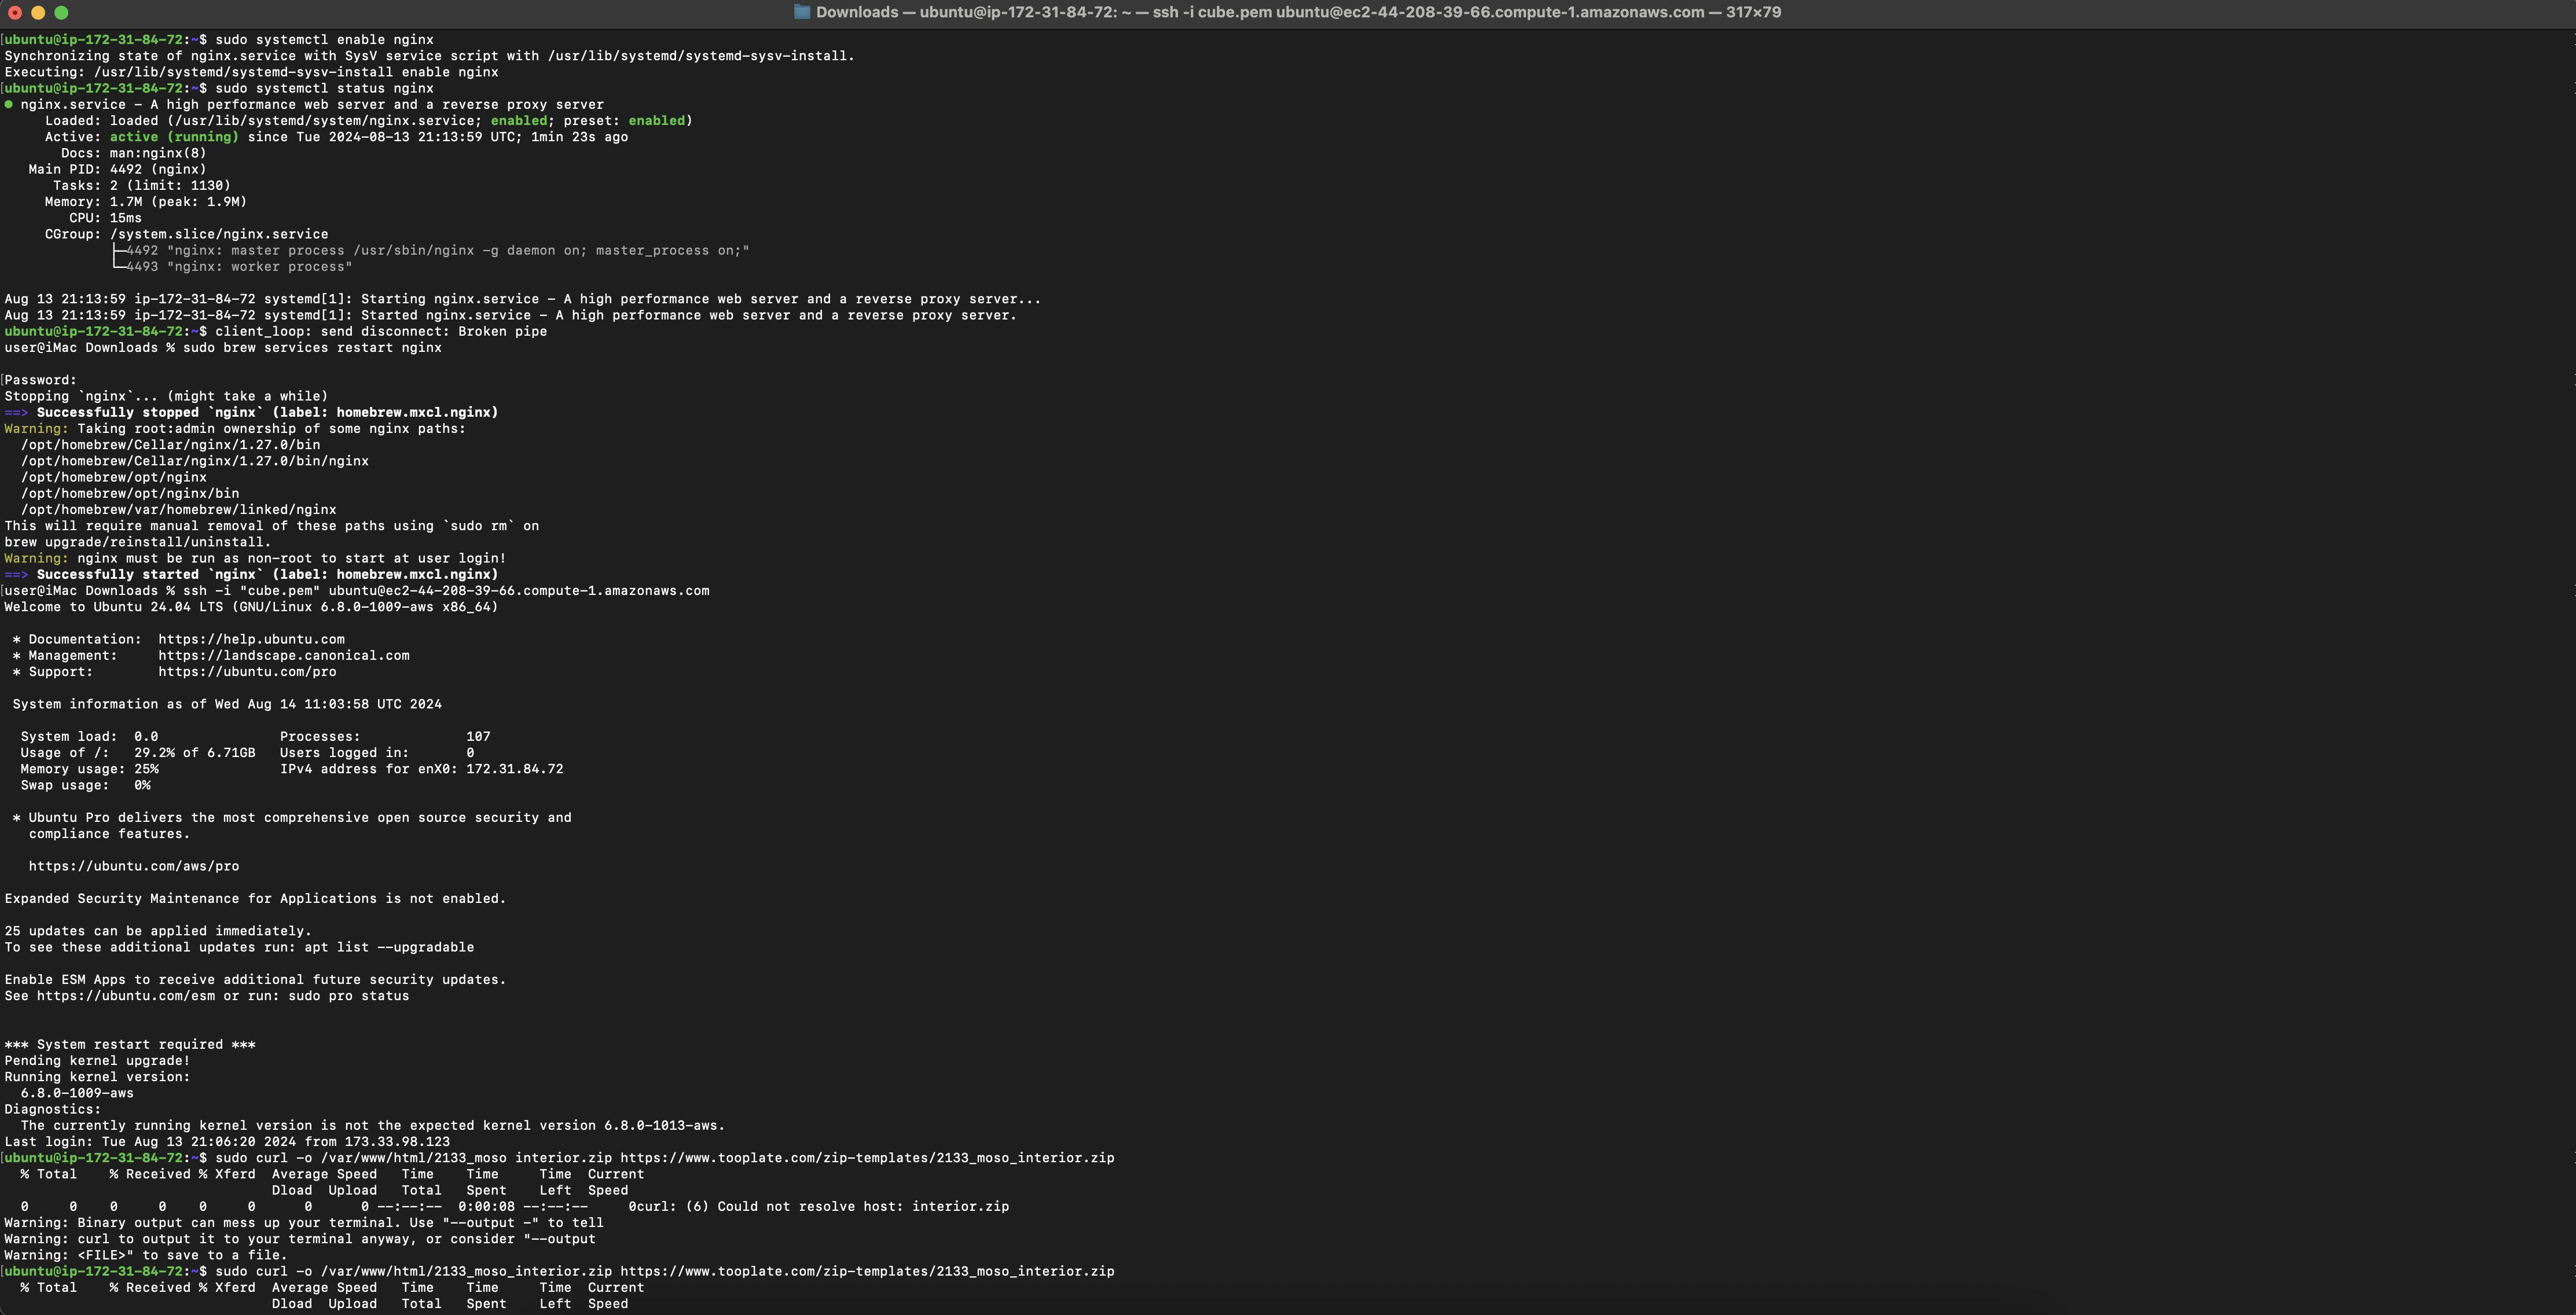 Downloads — ubuntu@ip-172-31-84-72: ~ — ssh -i cube.pem ubuntu@ec2-44-208-39-66.compute-1.amazonaws.com — 317×79
[ubuntu@ip-172-31-84-72:~$ sudo systemctl enable nginx
Synchronizing state of nginx.service with SysV service script with /usr/lib/systemd/systemd-sysv-install.
Executing: /usr/lib/systemd/systemd-sysv-install enable nginx
[ubuntu@ip-172-31-84-72:~$ sudo systemctl status nginx
● nginx.service - A high performance web server and a reverse proxy server
     Loaded: loaded (/usr/lib/systemd/system/nginx.service; enabled; preset: enabled)
     Active: active (running) since Tue 2024-08-13 21:13:59 UTC; 1min 23s ago
       Docs: man:nginx(8)
   Main PID: 4492 (nginx)
      Tasks: 2 (limit: 1130)
     Memory: 1.7M (peak: 1.9M)
        CPU: 15ms
     CGroup: /system.slice/nginx.service
             ├─4492 "nginx: master process /usr/sbin/nginx -g daemon on; master_process on;"
             └─4493 "nginx: worker process"
Aug 13 21:13:59 ip-172-31-84-72 systemd[1]: Starting nginx.service - A high performance web server and a reverse proxy server...
Aug 13 21:13:59 ip-172-31-84-72 systemd[1]: Started nginx.service - A high performance web server and a reverse proxy server.
ubuntu@ip-172-31-84-72:~$ client_loop: send disconnect: Broken pipe
user@iMac Downloads % sudo brew services restart nginx
[Password:
Stopping `nginx`... (might take a while)
==> Successfully stopped `nginx` (label: homebrew.mxcl.nginx)
Warning: Taking root:admin ownership of some nginx paths:
  /opt/homebrew/Cellar/nginx/1.27.0/bin
  /opt/homebrew/Cellar/nginx/1.27.0/bin/nginx
  /opt/homebrew/opt/nginx
  /opt/homebrew/opt/nginx/bin
  /opt/homebrew/var/homebrew/linked/nginx
This will require manual removal of these paths using `sudo rm` on
brew upgrade/reinstall/uninstall.
Warning: nginx must be run as non-root to start at user login!
==> Successfully started `nginx` (label: homebrew.mxcl.nginx)
[user@iMac Downloads % ssh -i "cube.pem" ubuntu@ec2-44-208-39-66.compute-1.amazonaws.com
Welcome to Ubuntu 24.04 LTS (GNU/Linux 6.8.0-1009-aws x86_64)
 * Documentation:  https://help.ubuntu.com
 * Management:     https://landscape.canonical.com
 * Support:        https://ubuntu.com/pro
 System information as of Wed Aug 14 11:03:58 UTC 2024
  System load:  0.0               Processes:             107
  Usage of /:   29.2% of 6.71GB   Users logged in:       0
  Memory usage: 25%               IPv4 address for enX0: 172.31.84.72
  Swap usage:   0%
 * Ubuntu Pro delivers the most comprehensive open source security and
   compliance features.
   https://ubuntu.com/aws/pro
Expanded Security Maintenance for Applications is not enabled.
25 updates can be applied immediately.
To see these additional updates run: apt list --upgradable
Enable ESM Apps to receive additional future security updates.
See https://ubuntu.com/esm or run: sudo pro status
*** System restart required ***
Pending kernel upgrade!
Running kernel version:
  6.8.0-1009-aws
Diagnostics:
  The currently running kernel version is not the expected kernel version 6.8.0-1013-aws.
Last login: Tue Aug 13 21:06:20 2024 from 173.33.98.123
[ubuntu@ip-172-31-84-72:~$ sudo curl -o /var/www/html/2133_moso interior.zip https://www.tooplate.com/zip-templates/2133_moso_interior.zip
  % Total    % Received % Xferd  Average Speed   Time    Time     Time  Current
                                 Dload  Upload   Total   Spent    Left  Speed
  0     0    0     0    0     0      0      0 --:--:--  0:00:08 --:--:--     0curl: (6) Could not resolve host: interior.zip
Warning: Binary output can mess up your terminal. Use "--output -" to tell
Warning: curl to output it to your terminal anyway, or consider "--output
Warning: <FILE>" to save to a file.
[ubuntu@ip-172-31-84-72:~$ sudo curl -o /var/www/html/2133_moso_interior.zip https://www.tooplate.com/zip-templates/2133_moso_interior.zip
  % Total    % Received % Xferd  Average Speed   Time    Time     Time  Current
                                 Dload  Upload   Total   Spent    Left  Speed